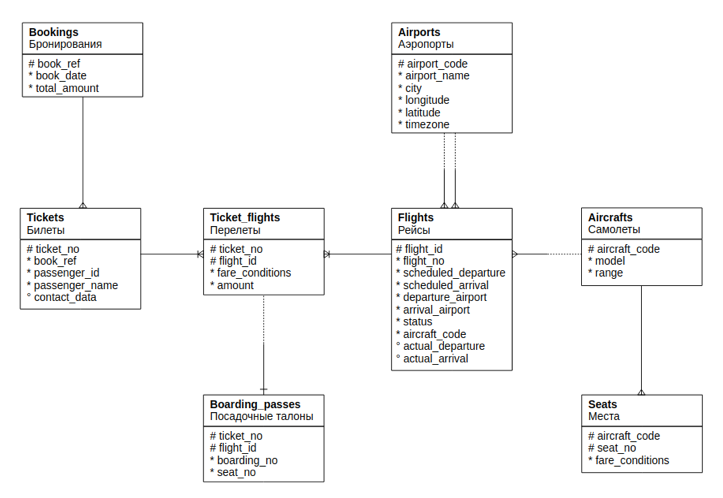 Bookings
Бронирования
# book_ref
* book_date
* total_amount
Airports
Аэропорты
# airport_code
* airport_name
* city
* longitude
* latitude
* timezone
Tickets
Билеты
# ticket_no
* book_ref
* passenger_id
* passenger_name
° contact_data
Ticket_flights
Перелеты
# ticket_no
# flight_id
* fare_conditions
* amount
Flights
Рейсы
# flight_id
* flight_no
* scheduled_departure
* scheduled_arrival
* departure_airport
* arrival_airport
* status
* aircraft_code
° actual_departure
° actual_arrival
Aircrafts
Самолеты
# aircraft_code
* model
* range
Boarding_passes
Посадочные талоны
# ticket_no
# flight_id
* boarding_no
* seat_no
Seats
Места
# aircraft_code
# seat_no
* fare_conditions